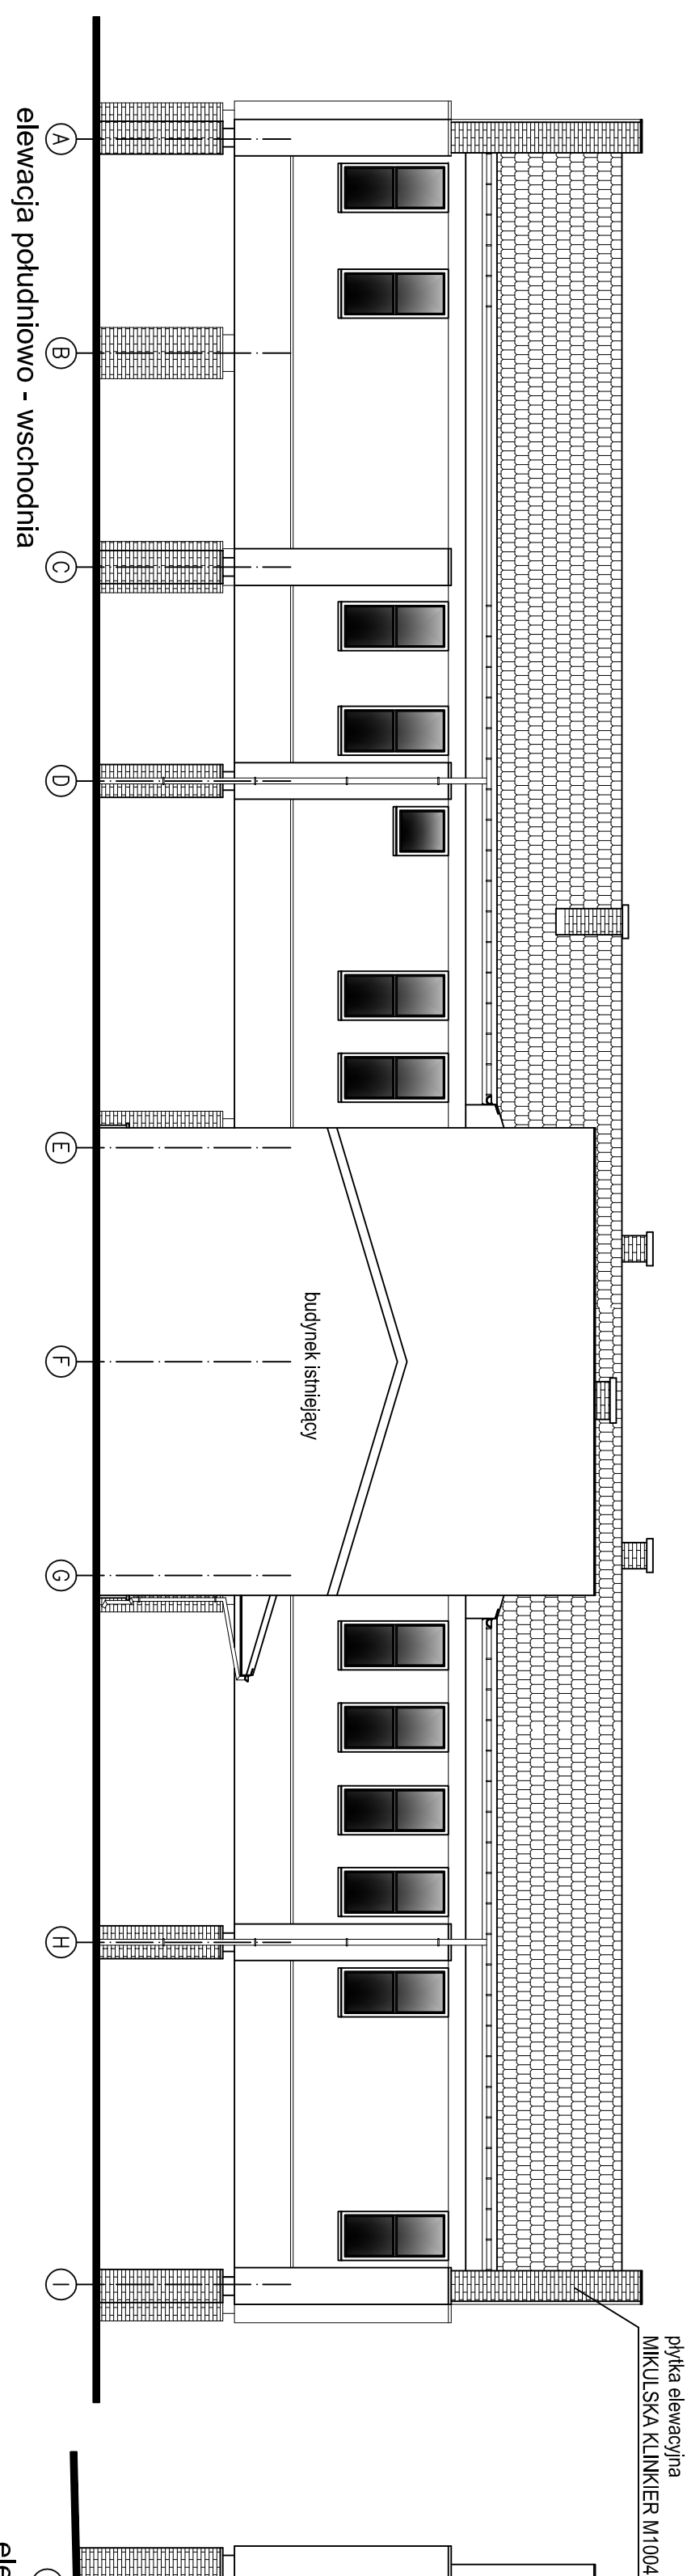 płytka elewacyjna
MIKULSKA KLINKIER M1004
budynek istniejący
A
B
C
D
E
F
G
H
I
elewacja południowo - wschodnia